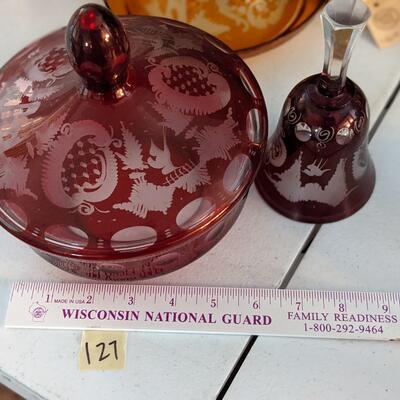 MADE IN USA
1 2 3 4 5 6 7 8 9
WISCONSIN NATIONAL GUARD
FAMILY READINESS
1-800-292-9464
127